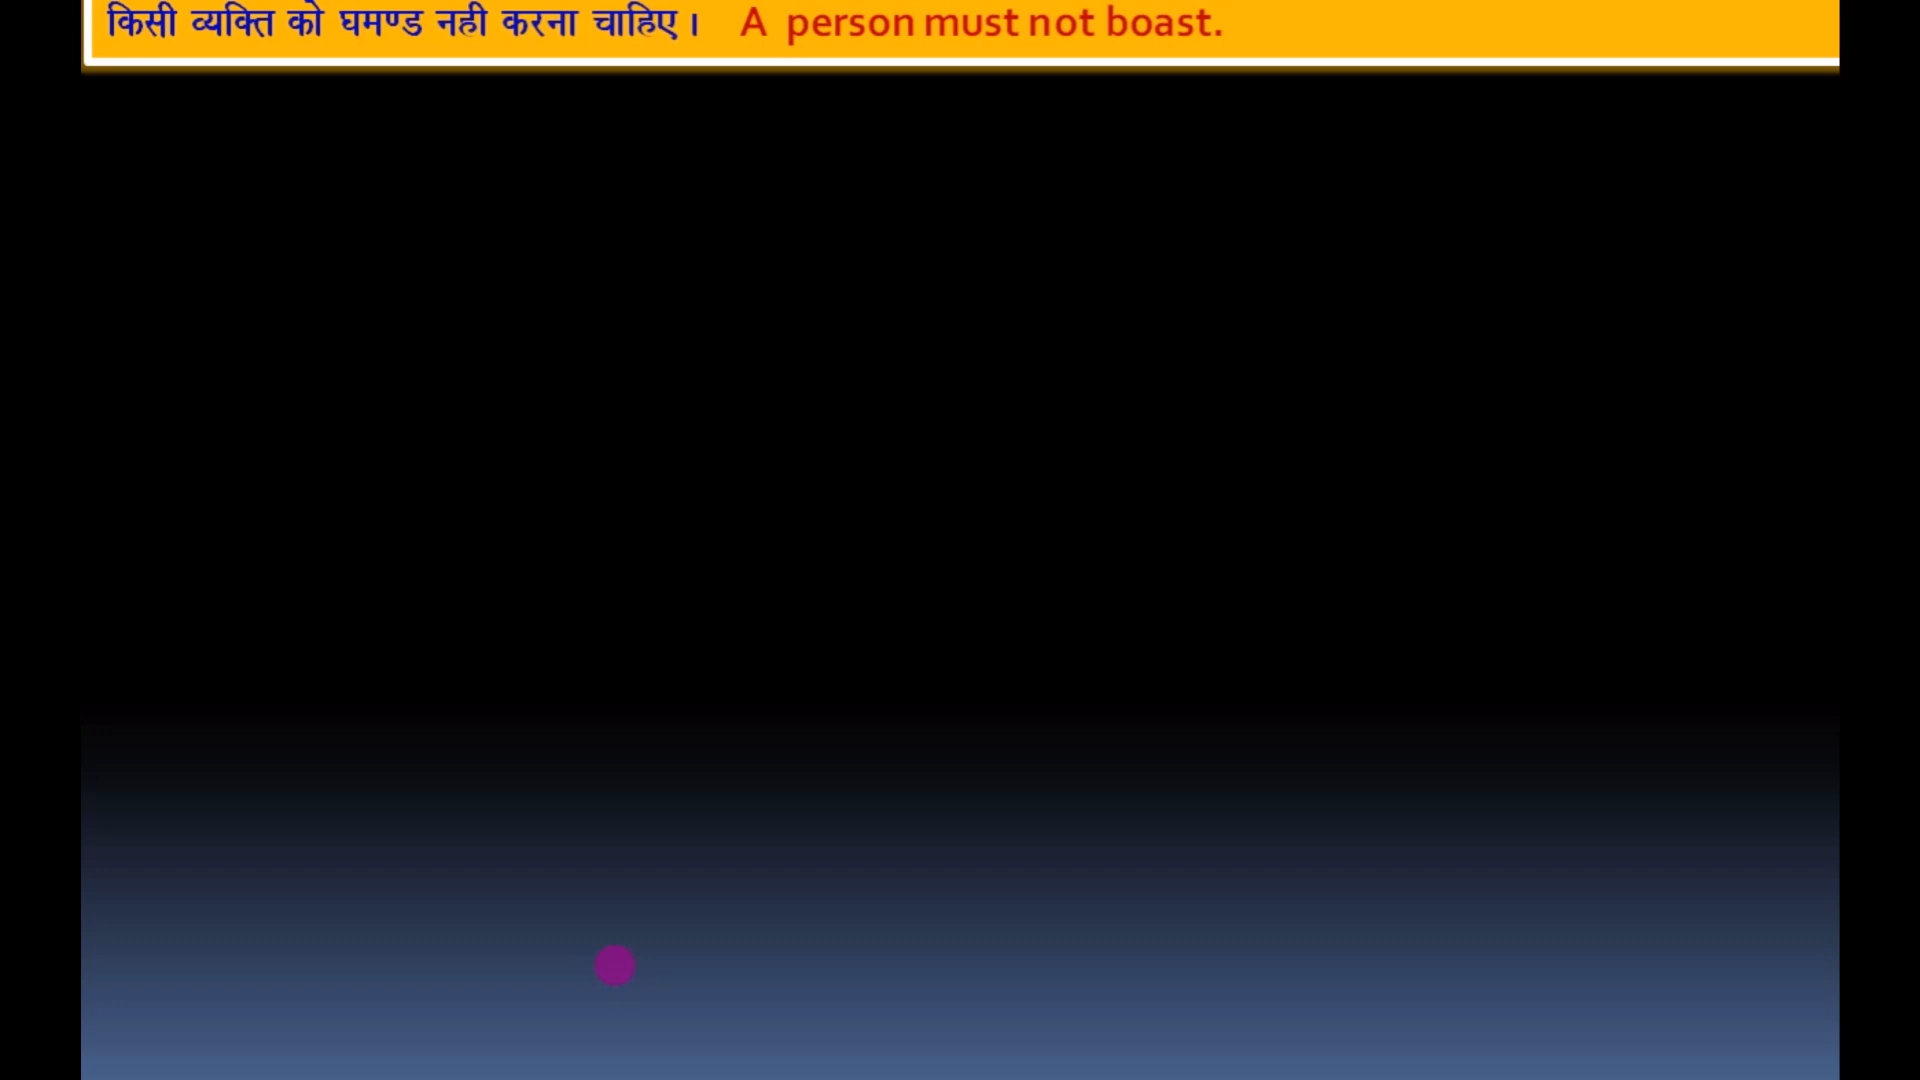 किसी व्यक्ति को घमण्ड नही करना चाहिए। A person must not boast.